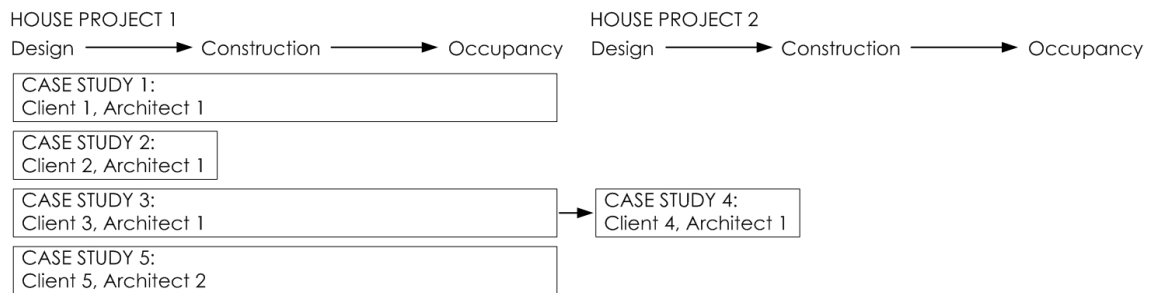 HOUSE PROJECT 1
Design Construction Occupancy
HOUSE PROJECT 2
Design Construction Occupancy
CASE STUDY 1:
Client 1, Architect 1
CASE STUDY 2:
Client 2, Architect 1
CASE STUDY 3:
Client 3, Architect 1
CASE STUDY 4:
Client 4, Architect 1
CASE STUDY 5:
Client 5, Architect 2